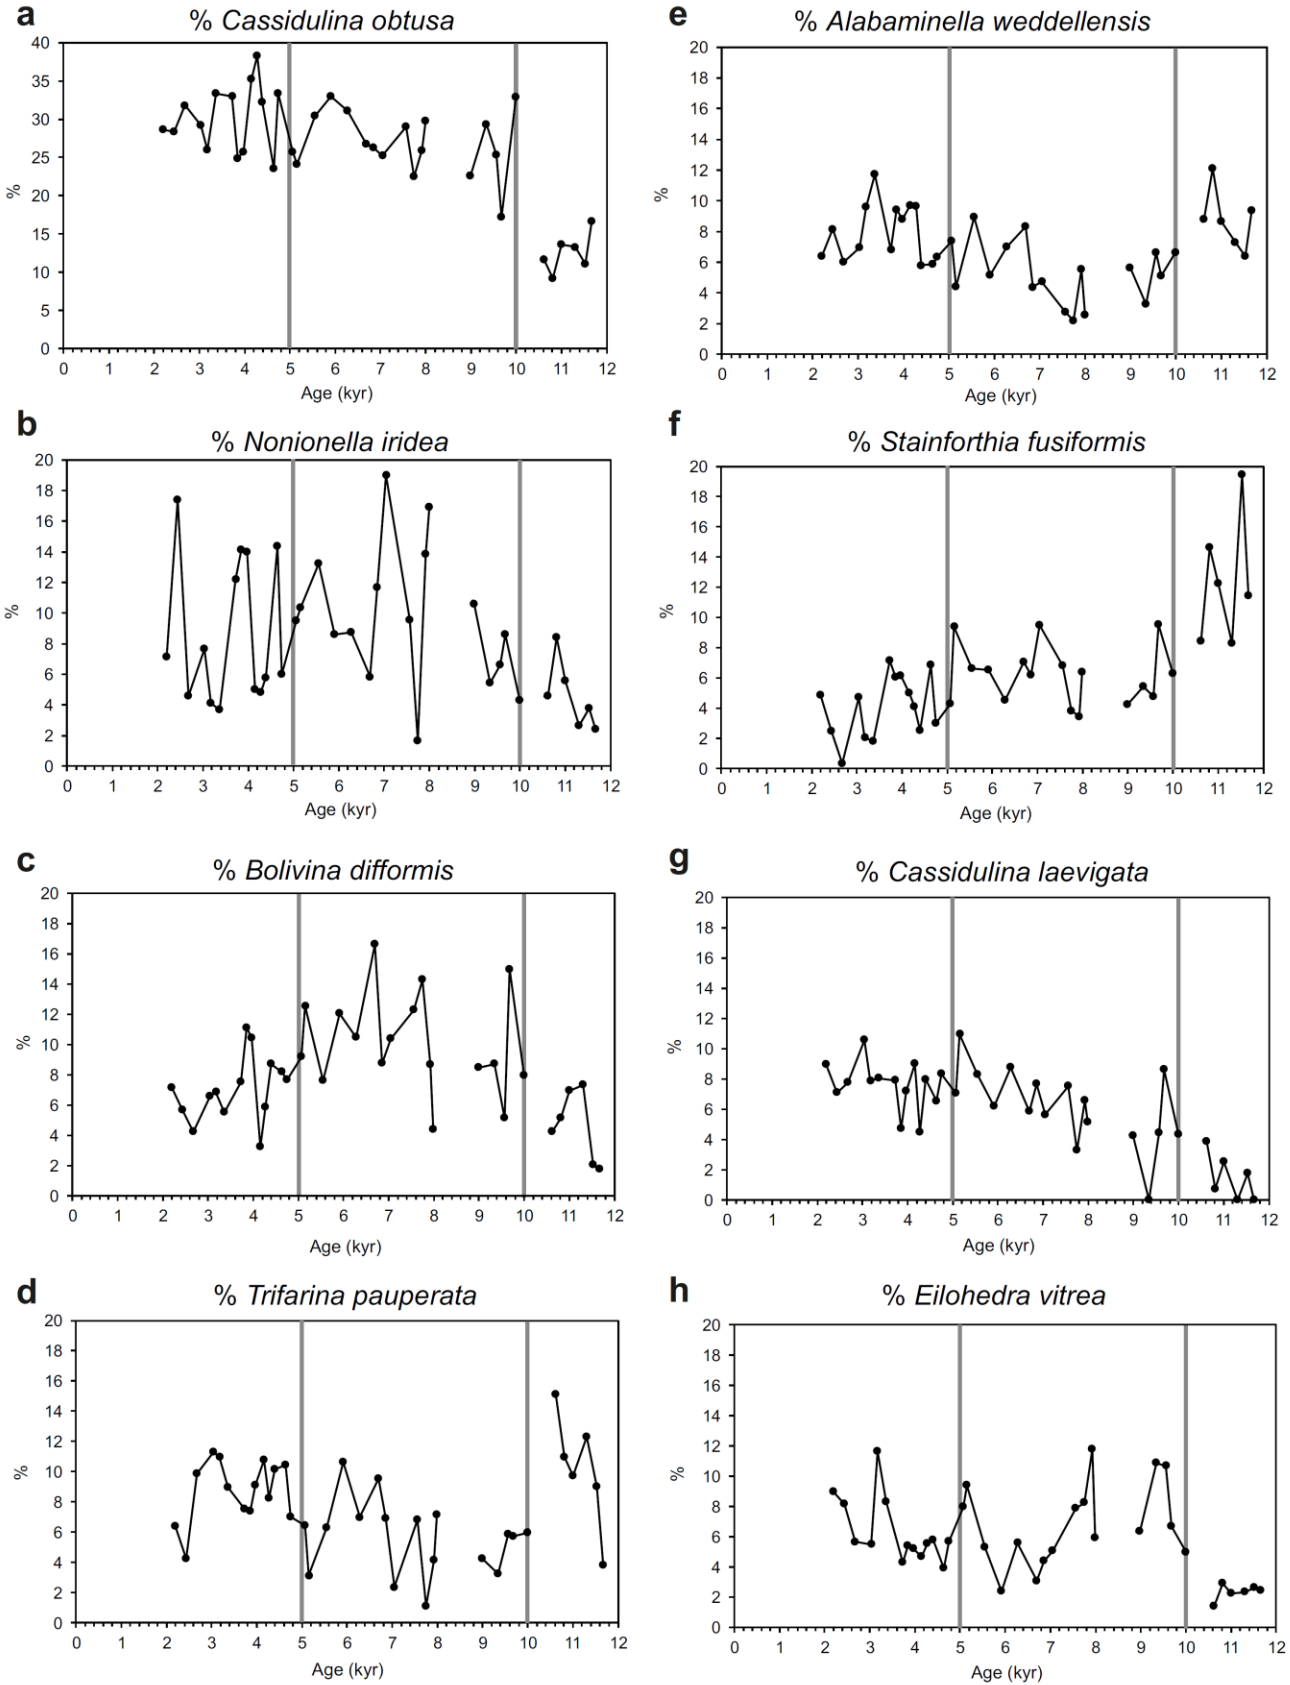 a
% Cassidulina obtusa
40
35
30
25
20
15
10
5
0
%
0 1 2 3 4 5 6 7 8 9 10 11 12
Age (kyr)
b
% Nonionella iridea
20
18
16
14
12
10
8
6
4
2
0
%
0 1 2 3 4 5 6 7 8 9 10 11 12
Age (kyr)
c
% Bolivina difformis
20
18
16
14
12
10
8
6
4
2
0
%
0 1 2 3 4 5 6 7 8 9 10 11 12
Age (kyr)
d
% Trifarina pauperata
20
18
16
14
12
10
8
6
4
2
0
%
0 1 2 3 4 5 6 7 8 9 10 11 12
Age (kyr)
e
% Alabaminella weddellensis
20
18
16
14
12
10
8
6
4
2
0
%
0 1 2 3 4 5 6 7 8 9 10 11 12
Age (kyr)
f
% Stainforthia fusiformis
20
18
16
14
12
10
8
6
4
2
0
%
0 1 2 3 4 5 6 7 8 9 10 11 12
Age (kyr)
g
% Cassidulina laevigata
20
18
16
14
12
10
8
6
4
2
0
%
0 1 2 3 4 5 6 7 8 9 10 11 12
Age (kyr)
h
% Eilohedra vitrea
20
18
16
14
12
10
8
6
4
2
0
%
0 1 2 3 4 5 6 7 8 9 10 11 12
Age (kyr)